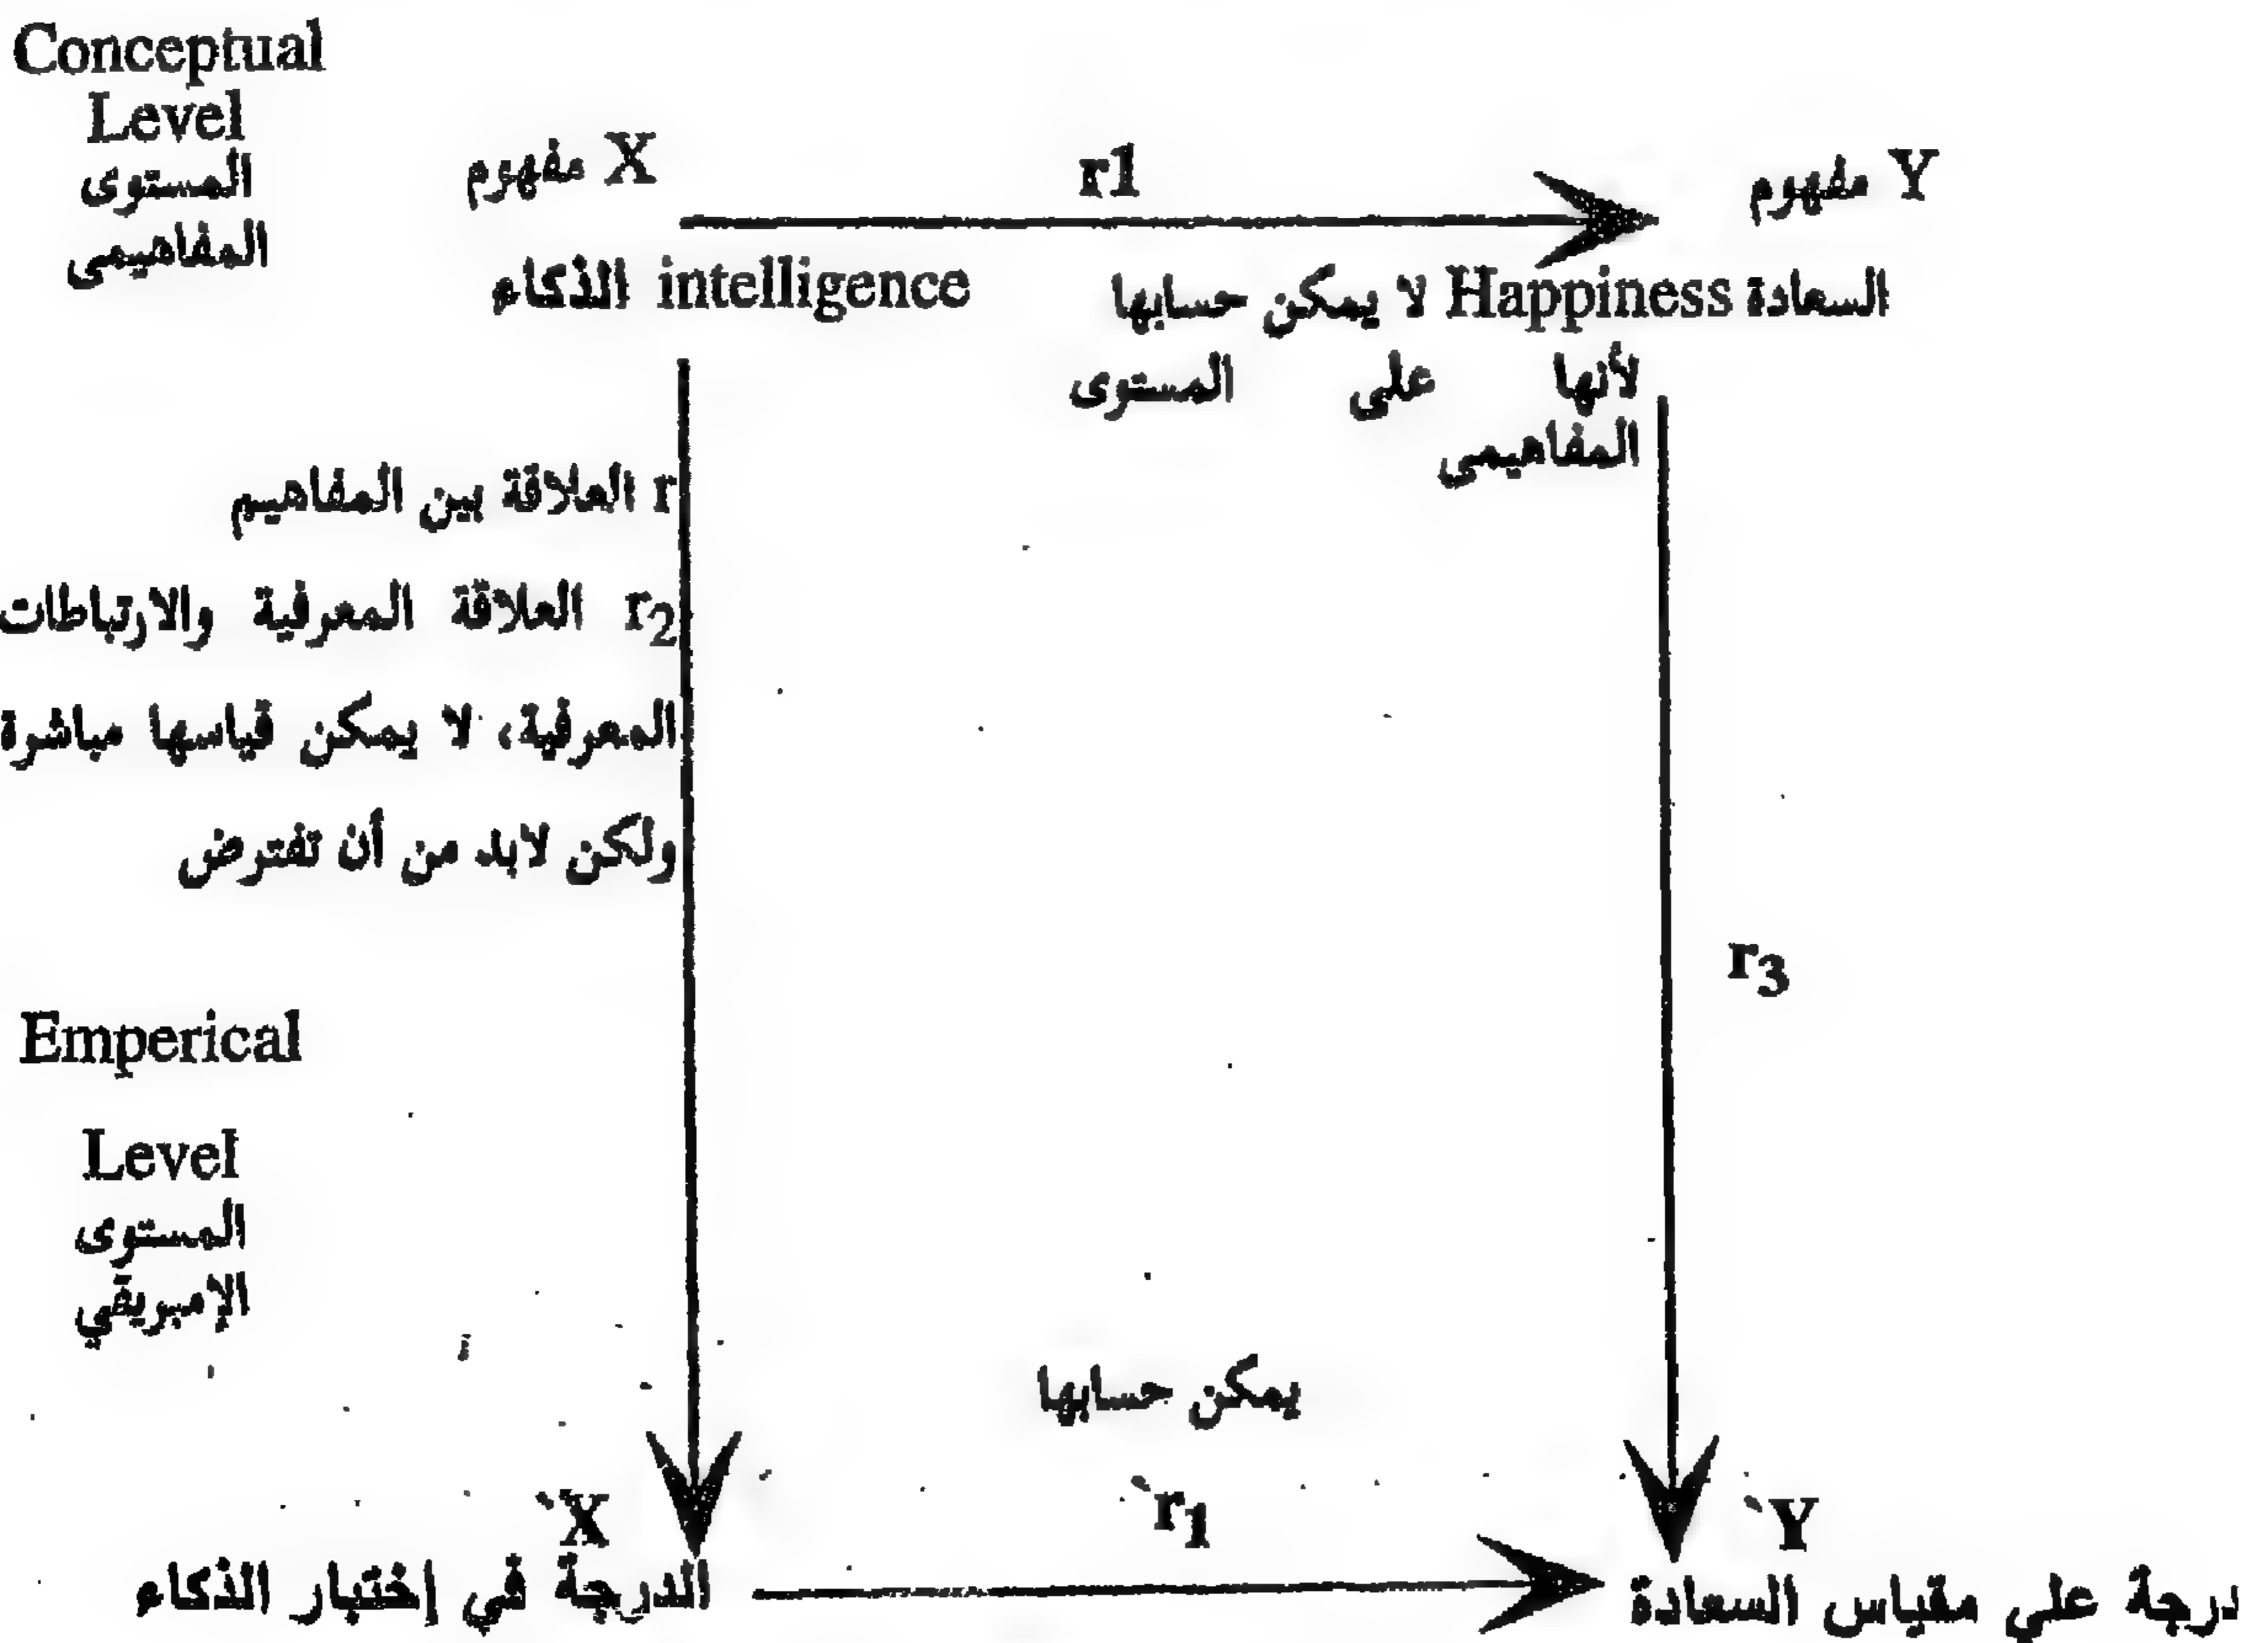 Conceptual
Level
المستوى
المفاهيمى
مفهوم X
r1
مفهوم Y
الذكاء intelligence
السعادة Happiness لا يمكن حسابها
لأنها على المستوى
المفاهيمى
r العلاقة بين المفاهيم
r2 العلاقة المعرفية والارتباطات
المعرفية، لا يمكن قياسها مباشرة
ولكن لابد من أن تفترض
r3
Emperical
Level
المستوى
الإمبريقي
يمكن حسابها
`X
`r1
`Y
الدرجة في إختبار الذكاء
درجة علي مقياس السعادة